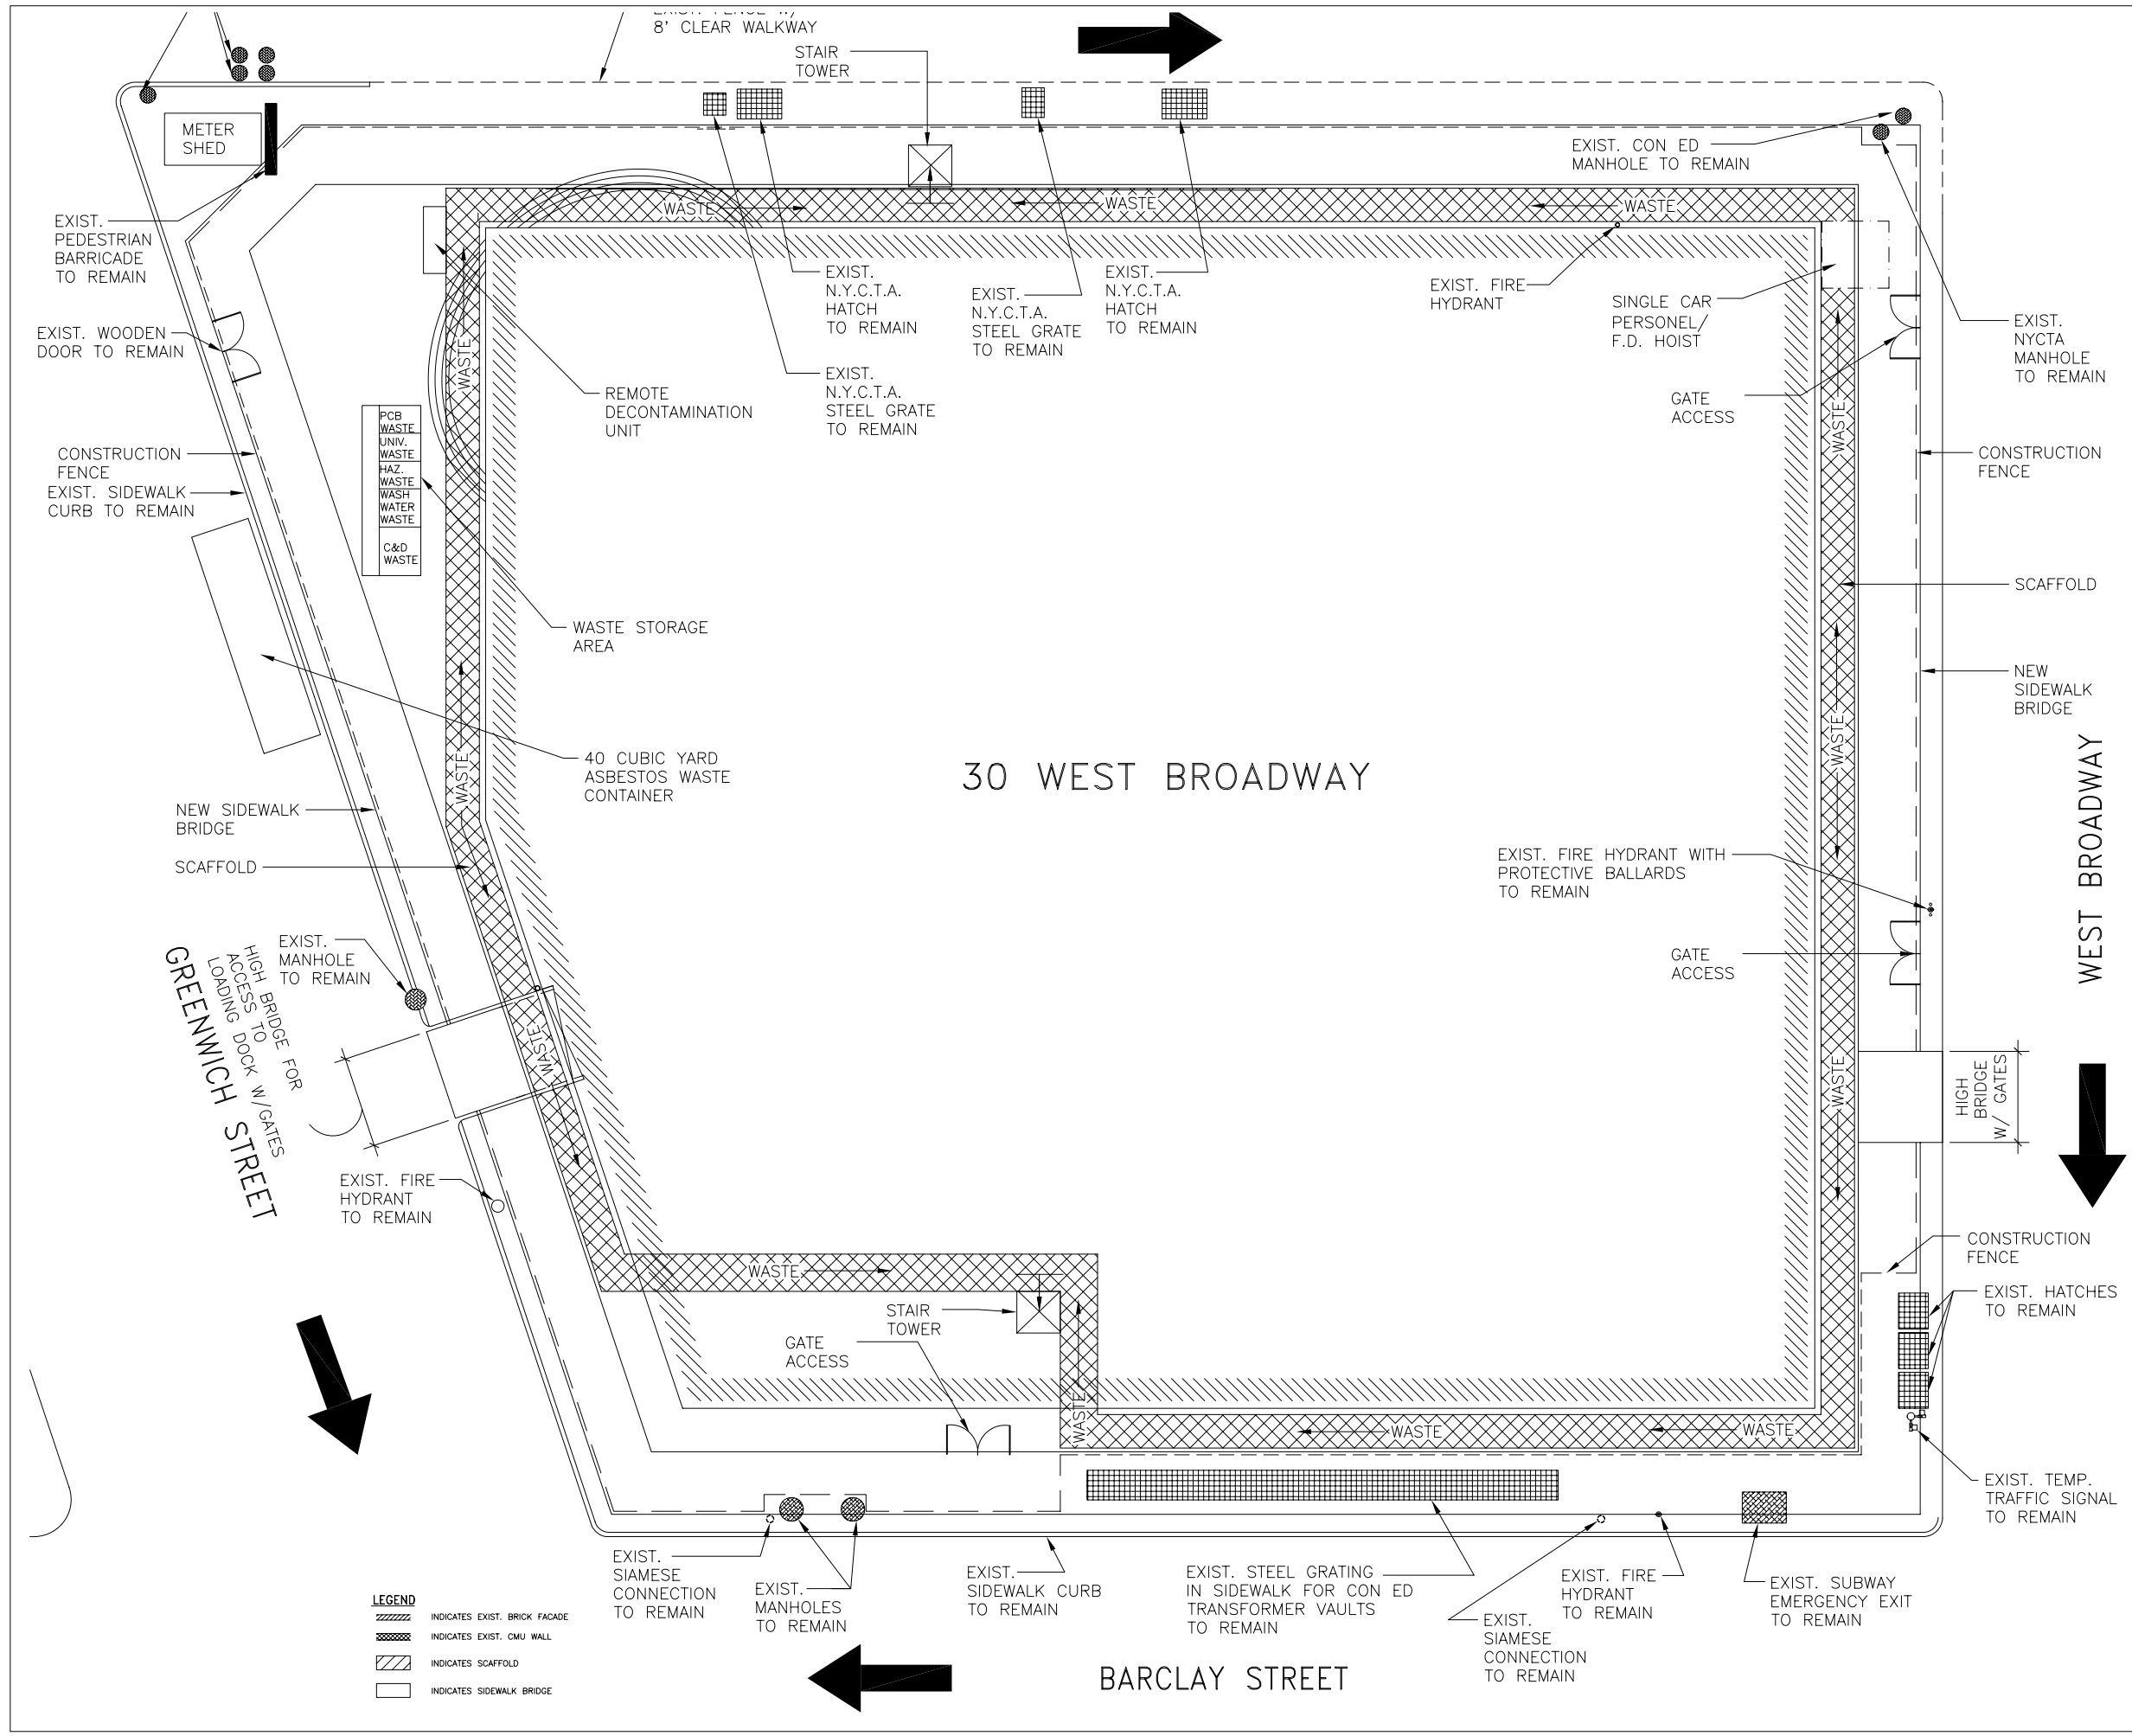 8' CLEAR WALKWAY
STAIR
TOWER
METER
SHED
EXIST. CON ED
MANHOLE TO REMAIN
WASTE
WASTE
WASTE
EXIST.
PEDESTRIAN
BARRICADE
TO REMAIN
EXIST.
N.Y.C.T.A.
HATCH
TO REMAIN
EXIST.
N.Y.C.T.A.
STEEL GRATE
TO REMAIN
EXIST.
N.Y.C.T.A.
HATCH
TO REMAIN
EXIST. FIRE
HYDRANT
SINGLE CAR
PERSONEL/
F.D. HOIST
EXIST.
NYCTA
MANHOLE
TO REMAIN
EXIST. WOODEN
DOOR TO REMAIN
WASTE
REMOTE
DECONTAMINATION
UNIT
EXIST.
N.Y.C.T.A.
STEEL GRATE
TO REMAIN
GATE
ACCESS
WASTE
PCB
WASTE
UNIV.
WASTE
HAZ.
WASTE
WASH
WATER
WASTE
C&D
WASTE
CONSTRUCTION
FENCE
EXIST. SIDEWALK
CURB TO REMAIN
CONSTRUCTION
FENCE
SCAFFOLD
WASTE STORAGE
AREA
NEW
SIDEWALK
BRIDGE
40 CUBIC YARD
ASBESTOS WASTE
CONTAINER
WASTE
30 WEST BROADWAY
WASTE
WEST BROADWAY
NEW SIDEWALK
BRIDGE
SCAFFOLD
EXIST. FIRE HYDRANT WITH
PROTECTIVE BALLARDS
TO REMAIN
EXIST.
MANHOLE
TO REMAIN
GATE
ACCESS
HIGH BRIDGE FOR
ACCESS TO
LOADING DOCK W/GATES
GREENWICH STREET
WASTE
WASTE
HIGH
BRIDGE
W/ GATES
EXIST. FIRE
HYDRANT
TO REMAIN
CONSTRUCTION
FENCE
WASTE
EXIST. HATCHES
TO REMAIN
STAIR
TOWER
GATE
ACCESS
WASTE
WASTE
WASTE
EXIST. TEMP.
TRAFFIC SIGNAL
TO REMAIN
EXIST.
SIAMESE
CONNECTION
TO REMAIN
EXIST.
MANHOLES
TO REMAIN
EXIST.
SIDEWALK CURB
TO REMAIN
EXIST. STEEL GRATING
IN SIDEWALK FOR CON ED
TRANSFORMER VAULTS
TO REMAIN
EXIST.
SIAMESE
CONNECTION
TO REMAIN
EXIST. FIRE
HYDRANT
TO REMAIN
EXIST. SUBWAY
EMERGENCY EXIT
TO REMAIN
LEGEND
INDICATES EXIST. BRICK FACADE
INDICATES EXIST. CMU WALL
INDICATES SCAFFOLD
INDICATES SIDEWALK BRIDGE
BARCLAY STREET